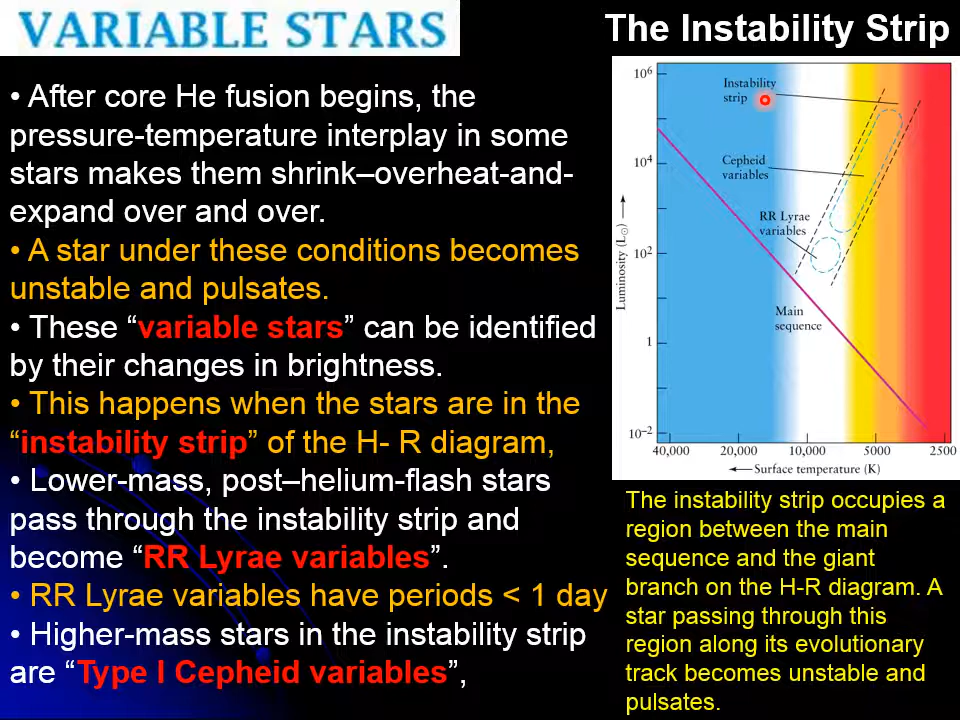 VARIABLE STARS
The Instability Strip
• After core He fusion begins, the
pressure-temperature interplay in some
stars makes them shrink–overheat-and-
expand over and over.
• A star under these conditions becomes
unstable and pulsates.
• These “variable stars” can be identified
by their changes in brightness.
• This happens when the stars are in the
“instability strip” of the H- R diagram,
• Lower-mass, post–helium-flash stars
pass through the instability strip and
become “RR Lyrae variables”.
• RR Lyrae variables have periods < 1 day
• Higher-mass stars in the instability strip
are “Type I Cepheid variables”,
10⁶
10⁴
10²
1
10⁻²
Luminosity (L☉) →
Instability
strip
Cepheid
variables
RR Lyrae
variables
Main
sequence
40,000 20,000 10,000 5000 2500
← Surface temperature (K)
The instability strip occupies a
region between the main
sequence and the giant
branch on the H-R diagram. A
star passing through this
region along its evolutionary
track becomes unstable and
pulsates.